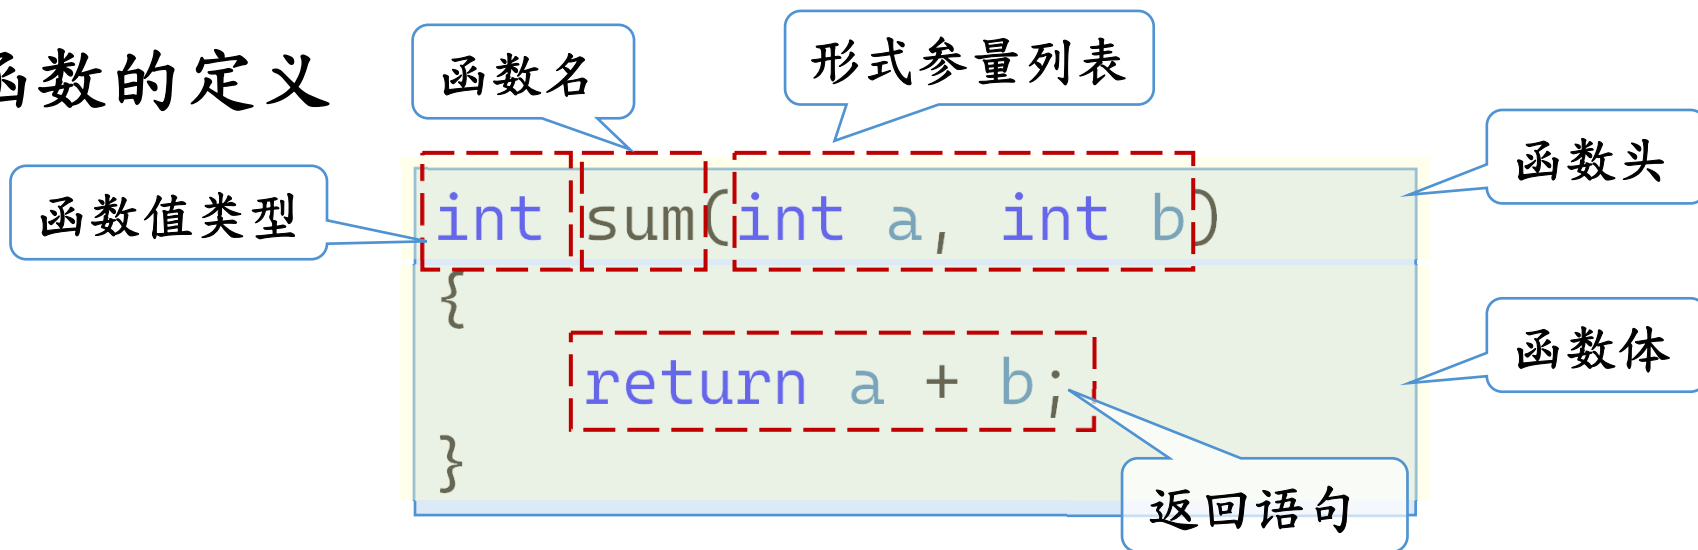 函数的定义
函数名
形式参量列表
函数头
函数值类型
int sum(int a, int b)
{
函数体
return a + b;
}
返回语句